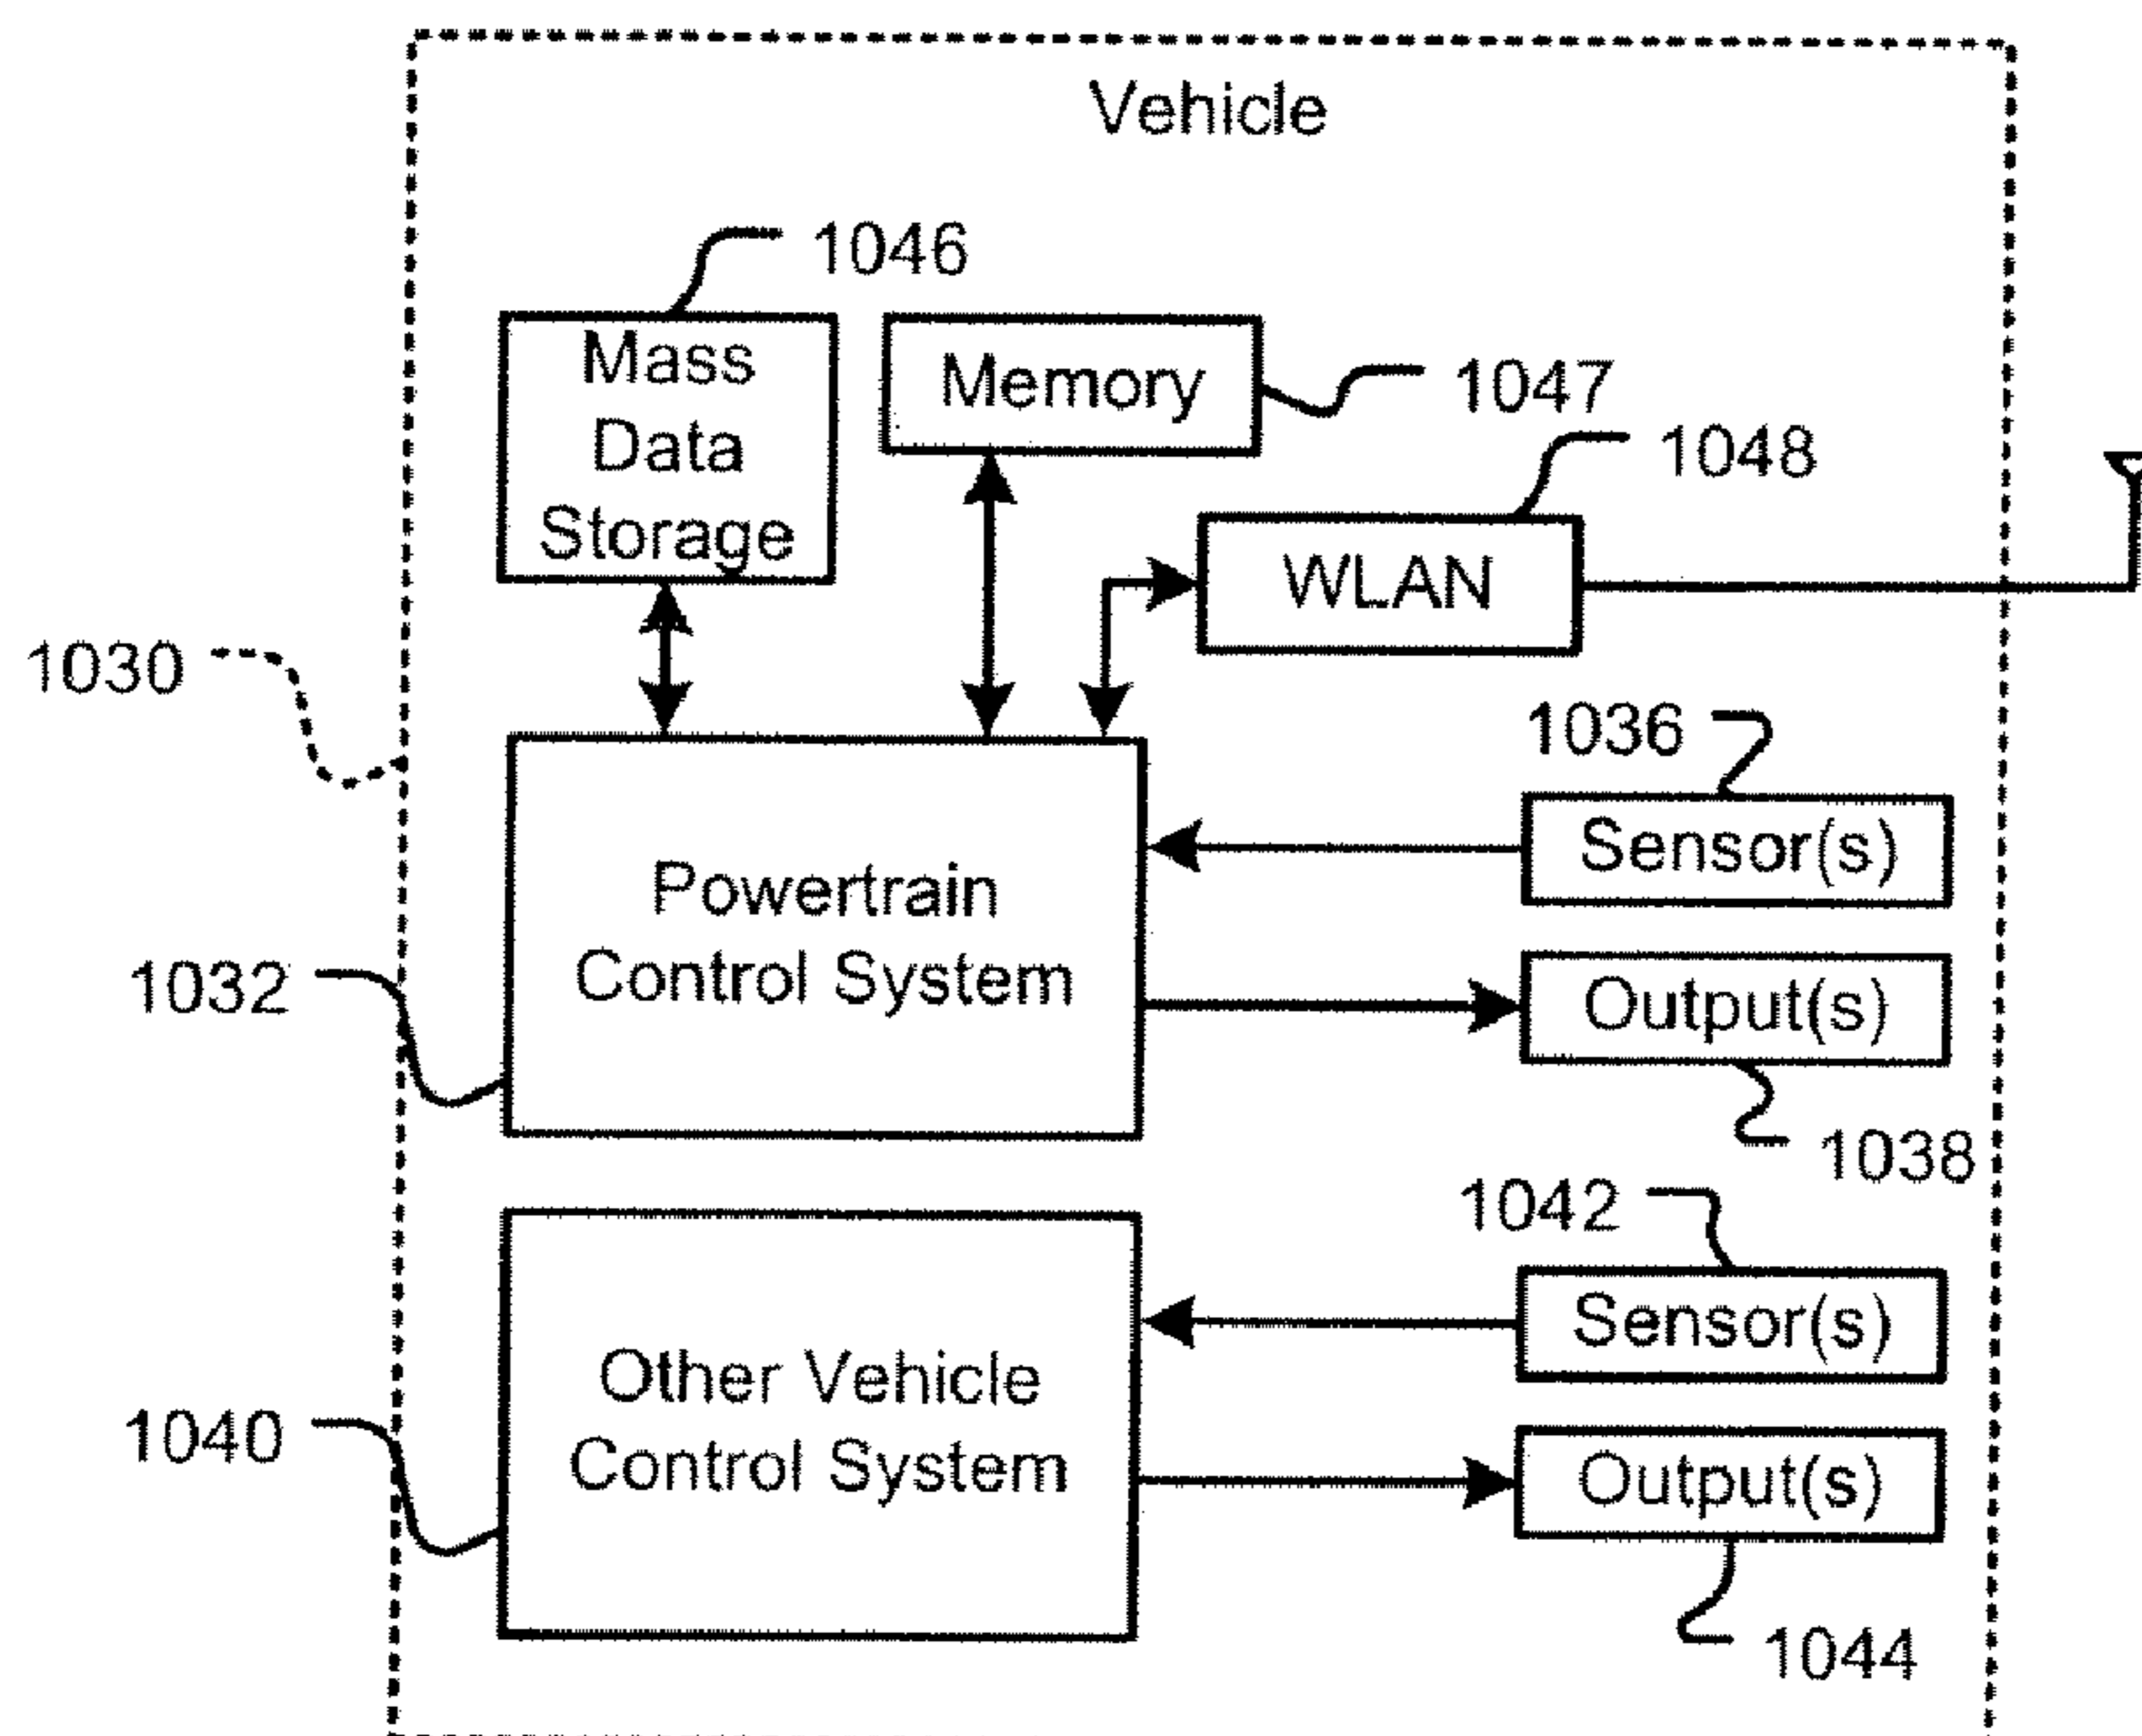 Vehicle
1046
Mass
Data
Storage
Memory
1047
1048
WLAN
1030
1036
Sensor(s)
Powertrain
Control System
1032
Output(s)
1038
1042
Sensor(s)
Other Vehicle
Control System
1040
Output(s)
1044